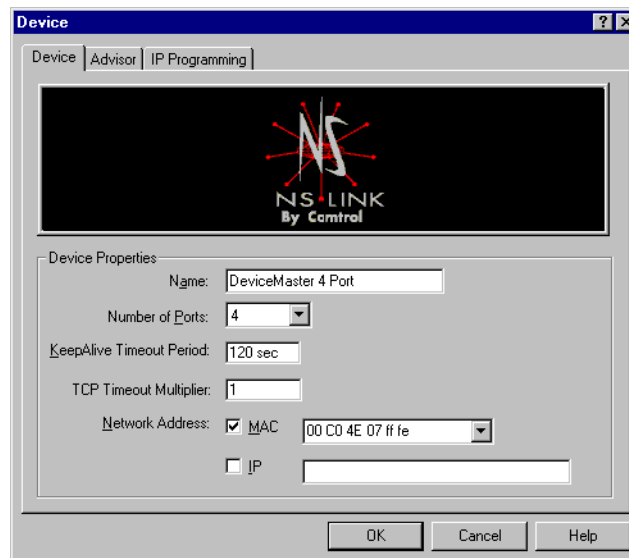 Device
Device Advisor IP Programming
NS
NS LINK
By Comtrol
Device Properties
Name: DeviceMaster 4 Port
Number of Ports: 4
KeepAlive Timeout Period: 120 sec
TCP Timeout Multiplier: 1
Network Address: MAC 00 C0 4E 07 ff fe
IP
OK Cancel Help